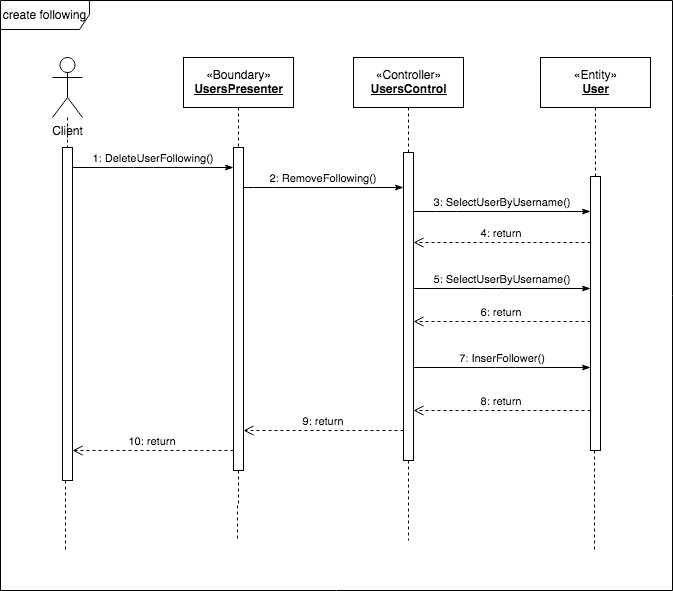 create following
«Boundary»
UsersPresenter
«Controller»
UsersControl
«Entity»
User
Client
1: DeleteUserFollowing()
2: RemoveFollowing()
3: SelectUserByUsername()
4: return
5: SelectUserByUsername()
6: return
7: InserFollower()
8: return
9: return
10: return